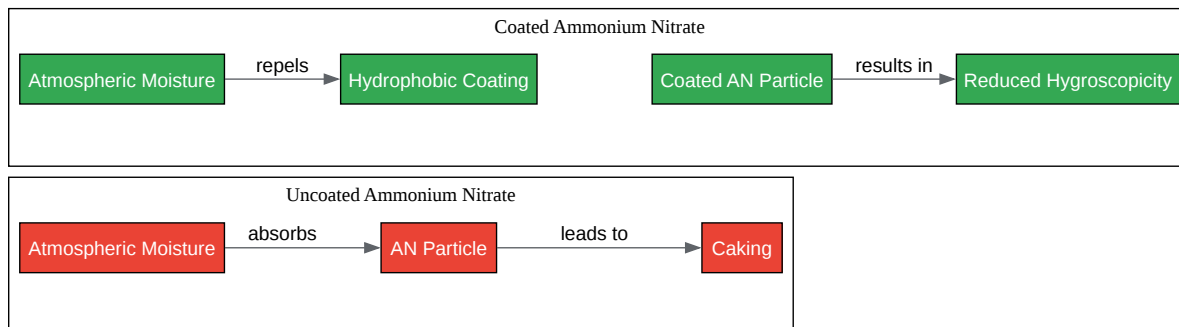 Coated Ammonium Nitrate
Atmospheric Moisture repels Hydrophobic Coating Coated AN Particle results in Reduced Hygroscopicity
Uncoated Ammonium Nitrate
Atmospheric Moisture absorbs AN Particle leads to Caking